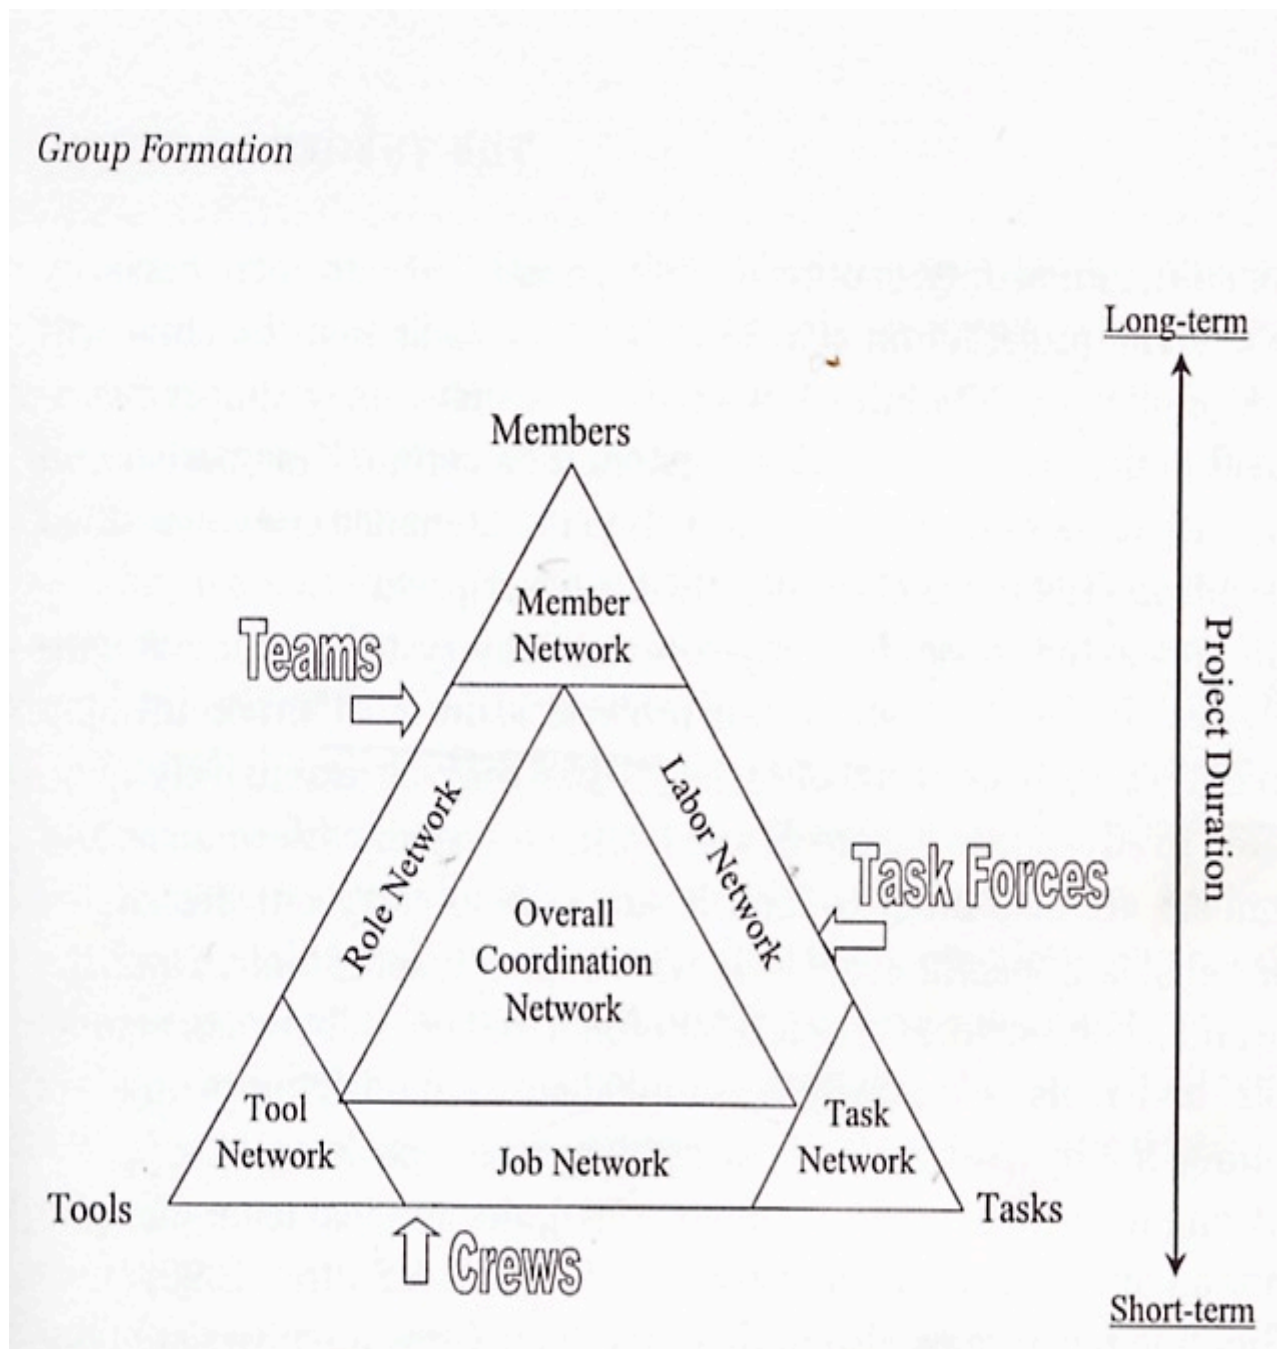 Group Formation
Long-term
Members
Member
Network
Teams
Project Duration
Role Network
Labor Network
Task Forces
Overall
Coordination
Network
Tool
Network
Job Network
Task
Network
Tools
Tasks
Crews
Short-term